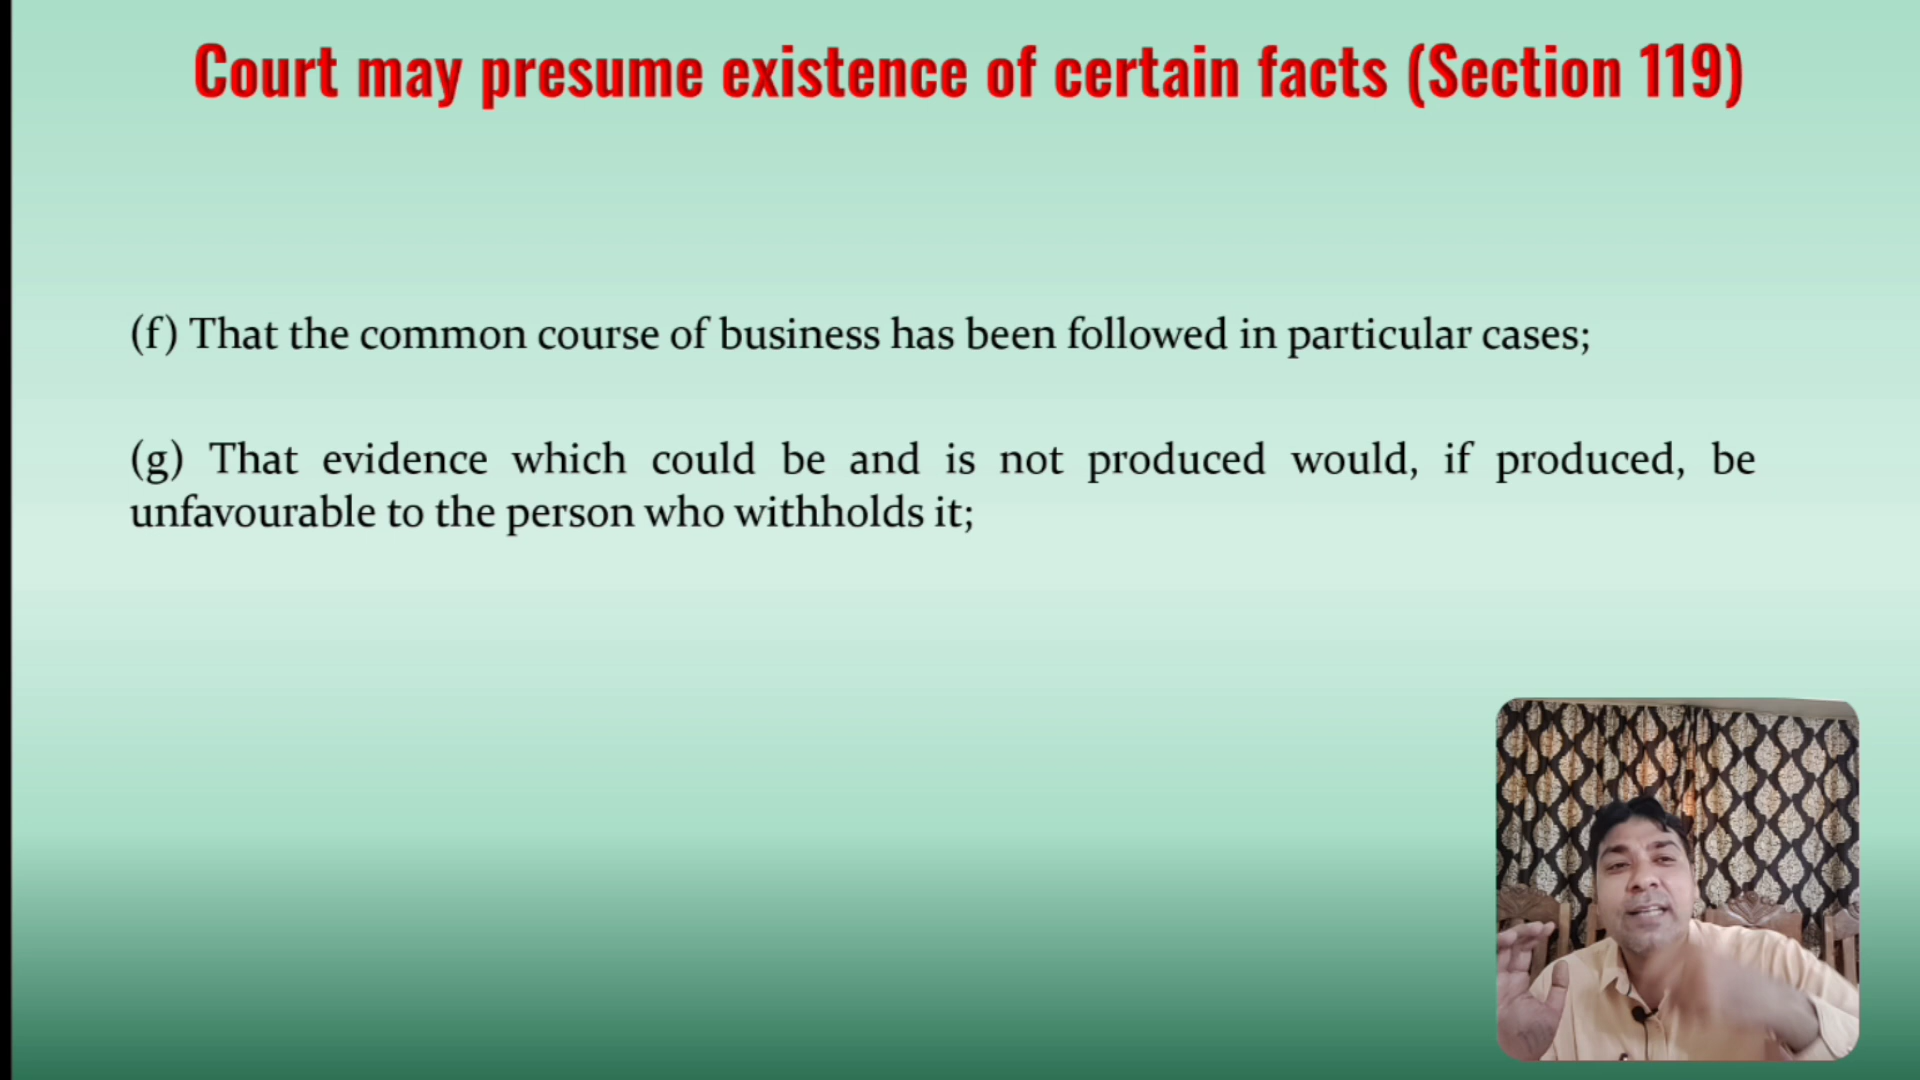 Court may presume existence of certain facts (Section 119)
(f) That the common course of business has been followed in particular cases;
(g) That evidence which could be and is not produced would, if produced, be
unfavourable to the person who withholds it;